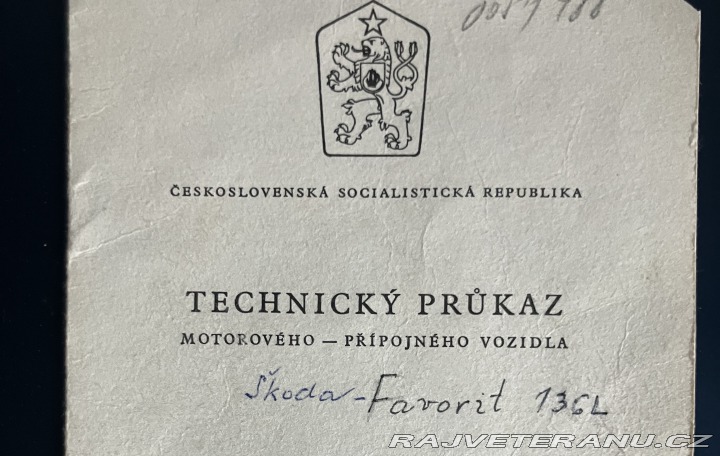 ČESKOSLOVENSKÁ SOCIALISTICKÁ REPUBLIKA
TECHNICKÝ PRŮKAZ
MOTOROVÉHO — PŘÍPOJNÉHO VOZIDLA
Škoda - Favorit 136L
RAJVETERANU.CZ